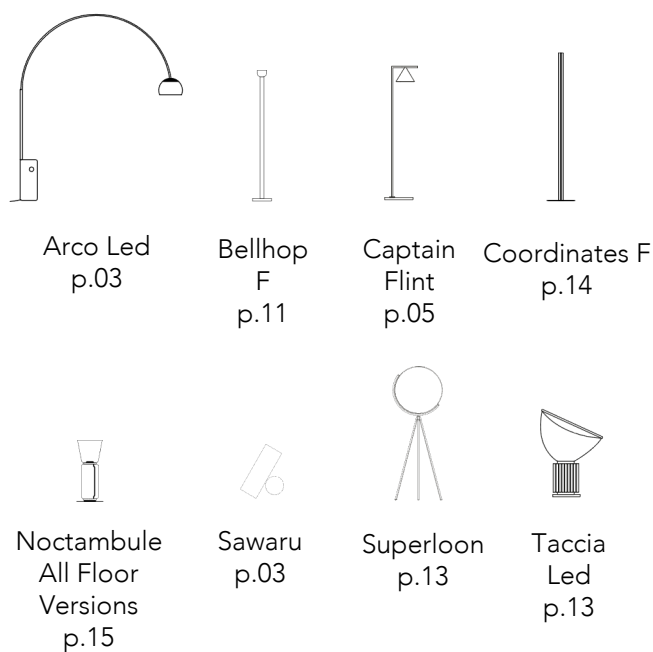 Arco Led
p.03
Bellhop
F
p.11
Captain
Flint
p.05
Coordinates F
p.14
Noctambule
All Floor
Versions
p.15
Sawaru
p.03
Superloon
p.13
Taccia
Led
p.13